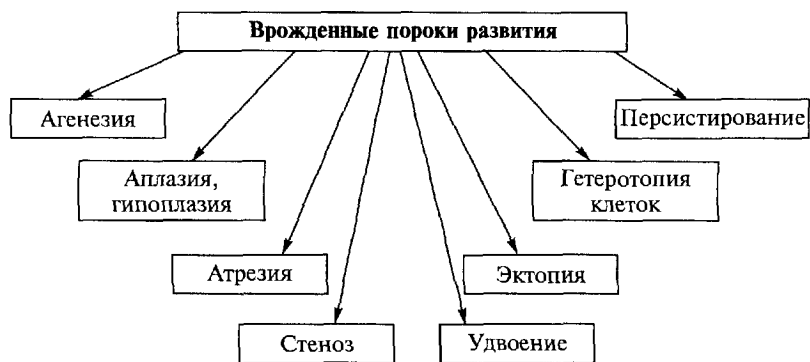 Врожденные пороки развития
Агенезия
Персистирование
Аплазия,
гипоплазия
Гетеротопия
клеток
Атрезия
Эктопия
Стеноз
Удвоение